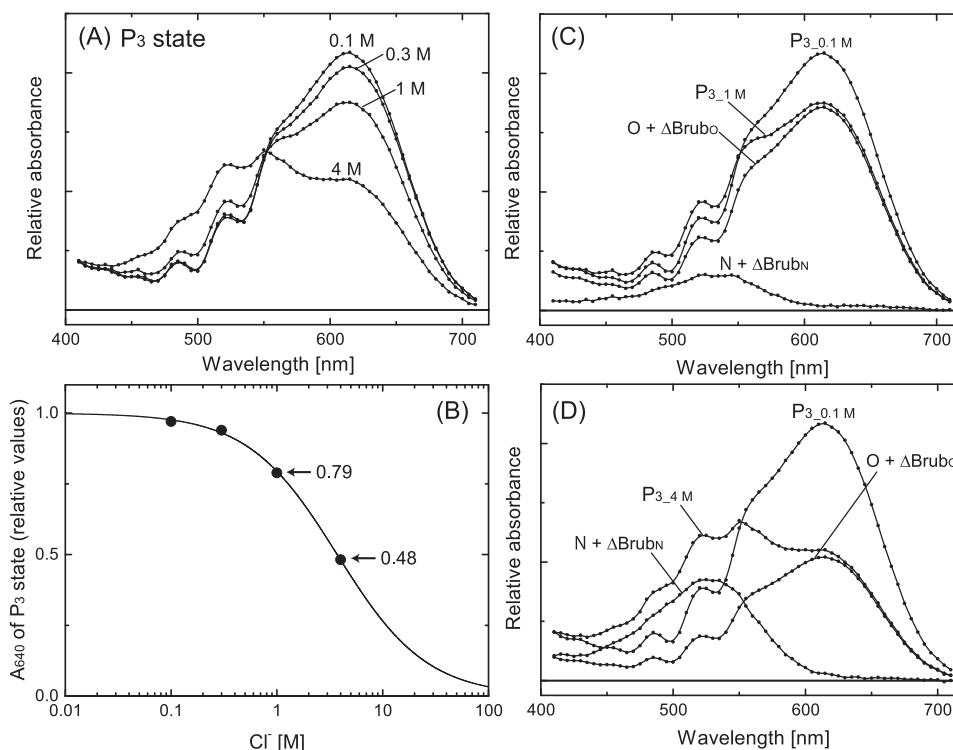 (A) P3 state
0.1 M
0.3 M
1 M
4 M
Relative absorbance
400 500 600 700
Wavelength [nm]
(C)
P3_0.1 M
P3_1 M
O + ΔBrubO
N + ΔBrubN
Relative absorbance
400 500 600 700
Wavelength [nm]
(B)
1.0
0.5
0.0
0.79
0.48
A640 of P3 state (relative values)
0.01 0.1 1 10 100
Cl- [M]
(D)
P3_0.1 M
O + ΔBrubO
P3_4 M
N + ΔBrubN
Relative absorbance
400 500 600 700
Wavelength [nm]